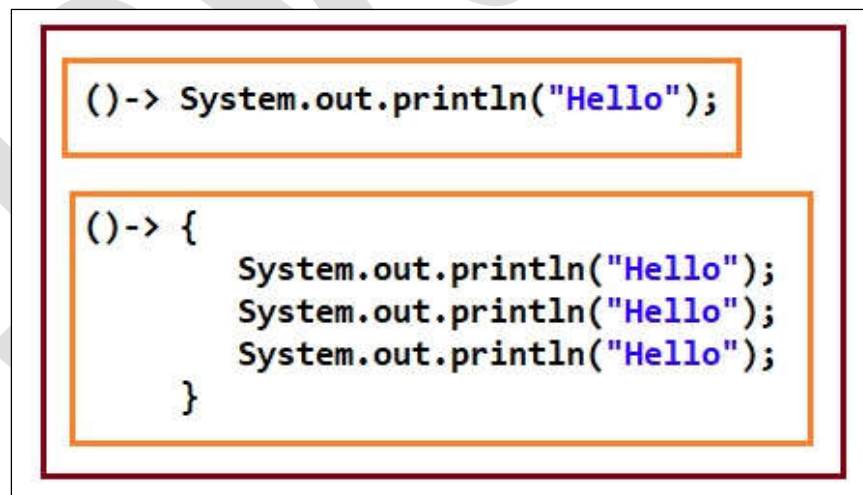 ()-> System.out.println("Hello");
()-> {
System.out.println("Hello");
System.out.println("Hello");
System.out.println("Hello");
}